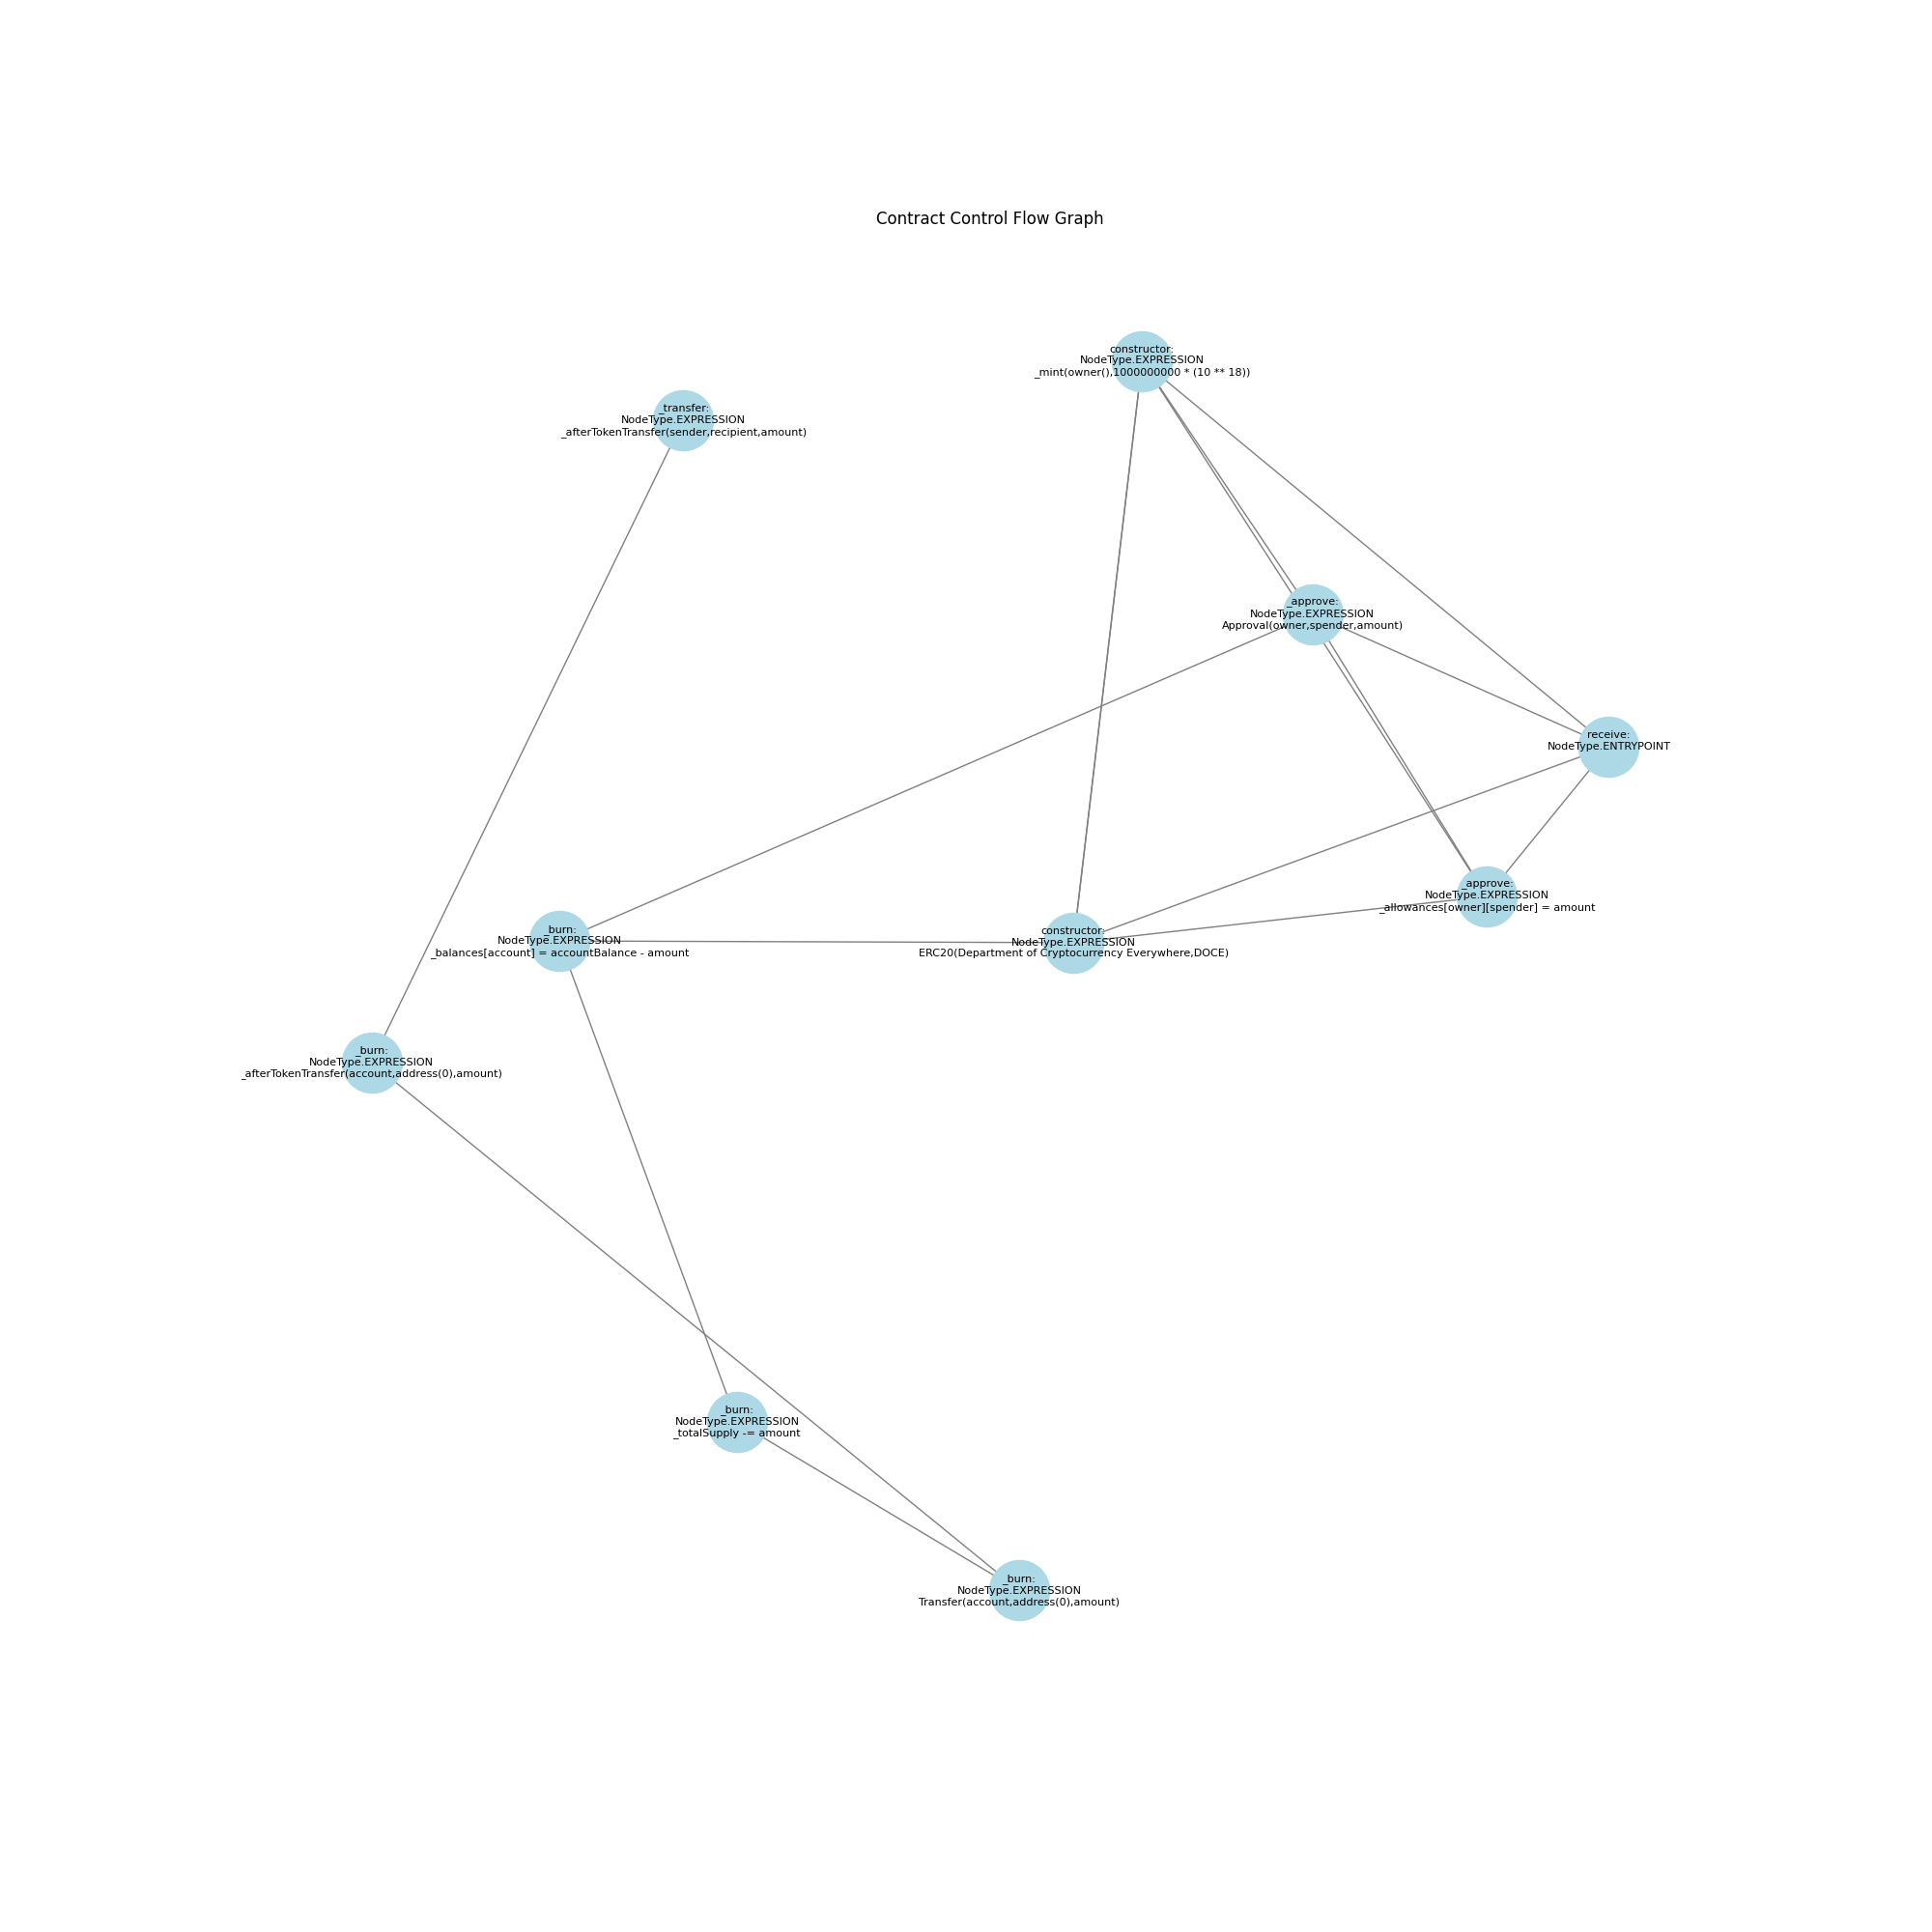 Contract Control Flow Graph
constructor:
NodeType.EXPRESSION
_mint(owner(),1000000000 * (10 ** 18))
_transfer:
NodeType.EXPRESSION
_afterTokenTransfer(sender,recipient,amount)
_approve:
NodeType.EXPRESSION
Approval(owner,spender,amount)
receive:
NodeType.ENTRYPOINT
_approve:
NodeType.EXPRESSION
_allowances[owner][spender] = amount
_burn:
NodeType.EXPRESSION
_balances[account] = accountBalance - amount
constructor:
NodeType.EXPRESSION
ERC20(Department of Cryptocurrency Everywhere,DOCE)
_burn:
NodeType.EXPRESSION
_afterTokenTransfer(account,address(0),amount)
_burn:
NodeType.EXPRESSION
_totalSupply -= amount
_burn:
NodeType.EXPRESSION
Transfer(account,address(0),amount)